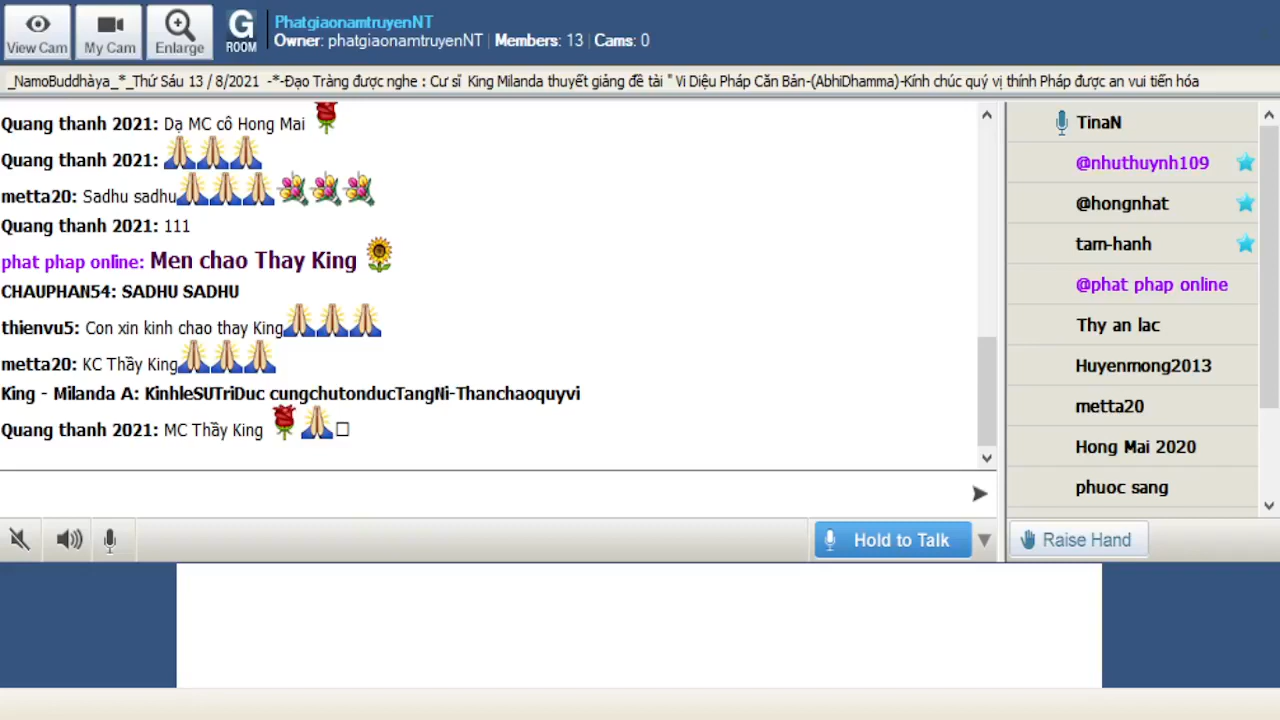 View Cam
My Cam
Enlarge
G
ROOM
PhatgiaonamtruyenNT
Owner: phatgiaonamtruyenNT | Members: 13 | Cams: 0
_NamoBuddhàya_*_Thứ Sáu 13 / 8/2021 -*-Đạo Tràng được nghe : Cư sĩ King Milanda thuyết giảng đề tài " Vi Diệu Pháp Căn Bản-(AbhiDhamma)-Kính chúc quý vị thính Pháp được an vui tiến hóa
Quang thanh 2021: Dạ MC cô Hong Mai
Quang thanh 2021:
metta20: Sadhu sadhu
Quang thanh 2021: 111
phat phap online: Men chao Thay King
CHAUPHAN54: SADHU SADHU
thienvu5: Con xin kinh chao thay King
metta20: KC Thầy King
King - Milanda A: KinhleSUTriDuc cungchutonducTangNi-Thanchaoquyvi
Quang thanh 2021: MC Thầy King
TinaN
@nhuthuynh109
@hongnhat
tam-hanh
@phat phap online
Thy an lac
Huyenmong2013
metta20
Hong Mai 2020
phuoc sang
Hold to Talk
Raise Hand